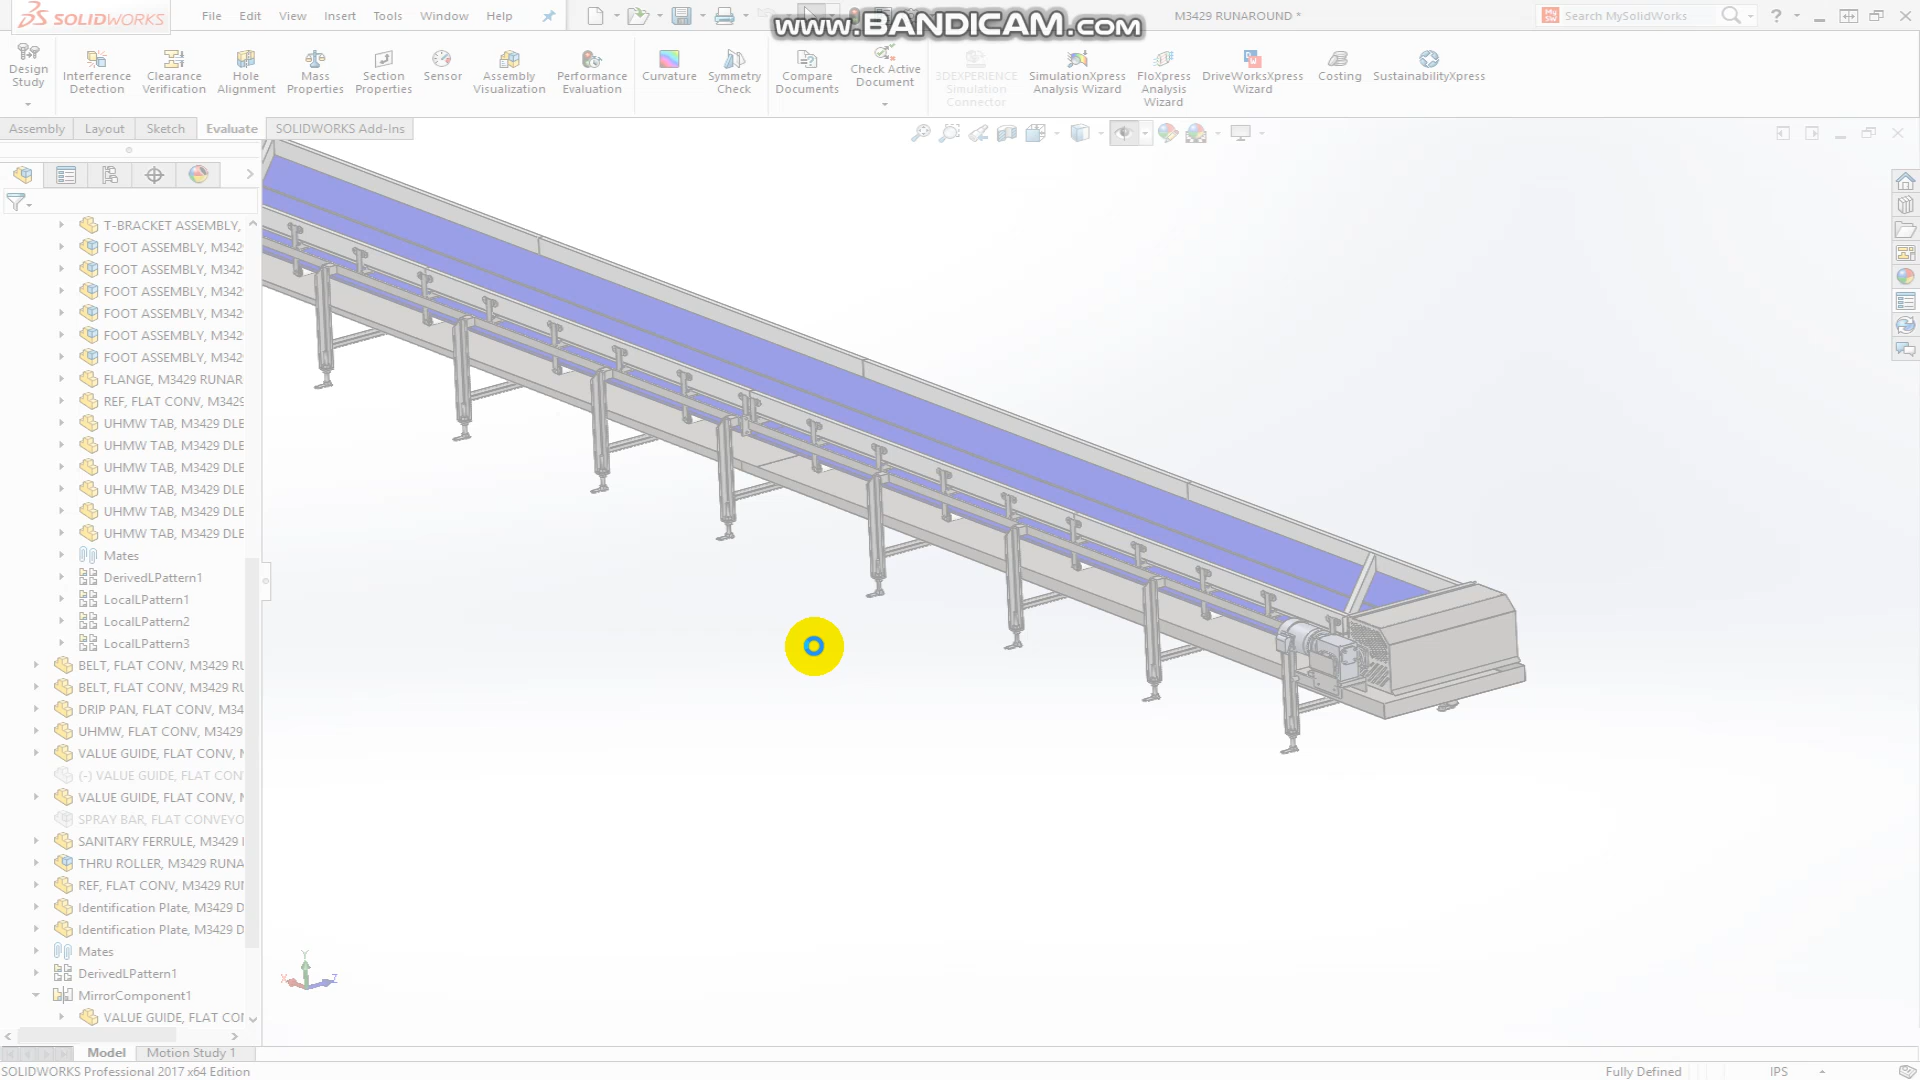 SOLIDWORKS File Edit View Insert Tools Window Help M3429 RUNAROUND * Search MySolidWorks ?
www.BANDICAM.com
Design Study
Interference Detection
Clearance Verification
Hole Alignment
Mass Properties
Section Properties
Sensor
Assembly Visualization
Performance Evaluation
Curvature
Symmetry Check
Compare Documents
Check Active Document
3DEXPERIENCE Simulation Connector
SimulationXpress Analysis Wizard
FloXpress Analysis Wizard
DriveWorksXpress Wizard
Costing
SustainabilityXpress
Assembly Layout Sketch Evaluate SOLIDWORKS Add-Ins
T-BRACKET ASSEMBLY,
FOOT ASSEMBLY, M342
FOOT ASSEMBLY, M342
FOOT ASSEMBLY, M342
FOOT ASSEMBLY, M342
FOOT ASSEMBLY, M342
FOOT ASSEMBLY, M342
FLANGE, M3429 RUNAR
REF, FLAT CONV, M3429
UHMW TAB, M3429 DLE
UHMW TAB, M3429 DLE
UHMW TAB, M3429 DLE
UHMW TAB, M3429 DLE
UHMW TAB, M3429 DLE
UHMW TAB, M3429 DLE
Mates
DerivedLPattern1
LocalLPattern1
LocalLPattern2
LocalLPattern3
BELT, FLAT CONV, M3429 RU
BELT, FLAT CONV, M3429 RU
DRIP PAN, FLAT CONV, M34
UHMW, FLAT CONV, M3429
VALUE GUIDE, FLAT CONV,
(-) VALUE GUIDE, FLAT CON
VALUE GUIDE, FLAT CONV,
SPRAY BAR, FLAT CONVEYO
SANITARY FERRULE, M3429
THRU ROLLER, M3429 RUNA
REF, FLAT CONV, M3429 RU
Identification Plate, M3429 D
Identification Plate, M3429 D
Mates
DerivedLPattern1
MirrorComponent1
VALUE GUIDE, FLAT CO
Y
X Z
Model Motion Study 1
SOLIDWORKS Professional 2017 x64 Edition Fully Defined IPS